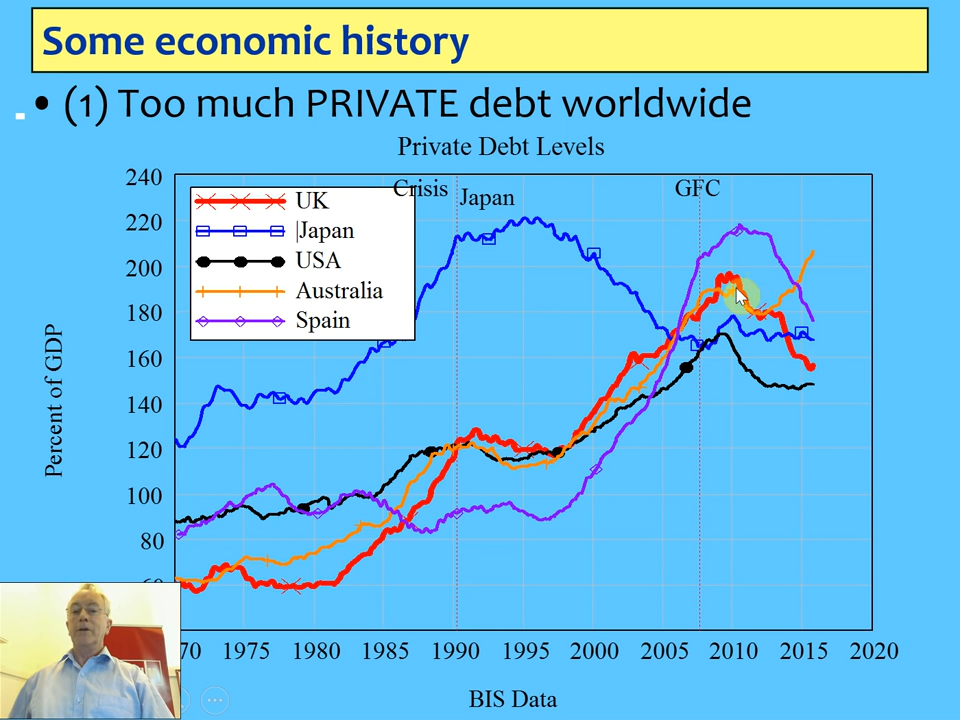 Some economic history
• (1) Too much PRIVATE debt worldwide
Private Debt Levels
Crisis Japan GFC
UK
|Japan
USA
Australia
Spain
240
220
200
180
160
140
120
100
80
60
Percent of GDP
70 1975 1980 1985 1990 1995 2000 2005 2010 2015 2020
BIS Data